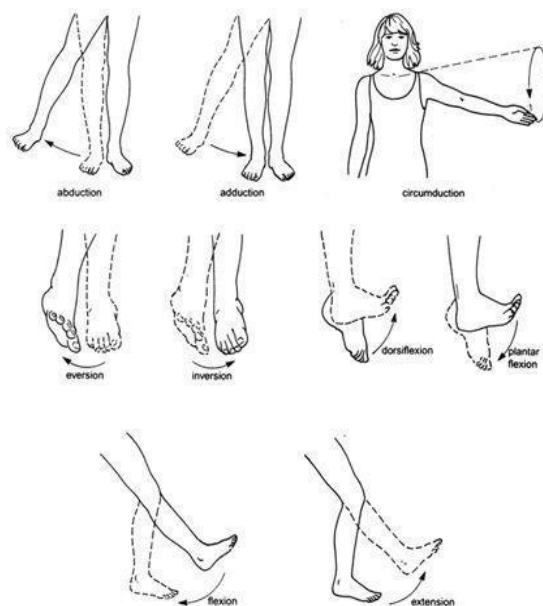 abduction
adduction
circumduction
eversion
inversion
dorsiflexion
plantar
flexion
flexion
extension